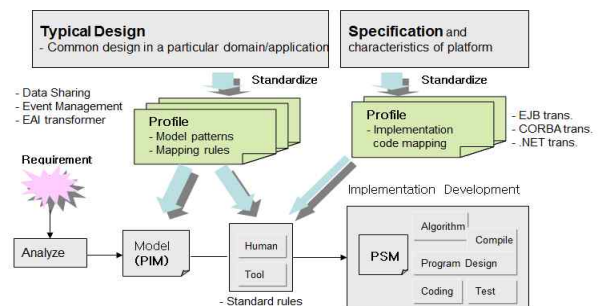 Typical Design
- Common design in a particular domain/application
Specification and
characteristics of platform
Standardize
Standardize
- Data Sharing
- Event Management
- EAI transformer
Profile
- Model patterns
- Mapping rules
Profile
- Implementation
code mapping
- EJB trans.
- CORBA trans.
- .NET trans.
Requirement
Implementation Development
Analyze
Model
(PIM)
Human
Tool
- Standard rules
PSM
Algorithm
Compile
Program Design
Coding
Test